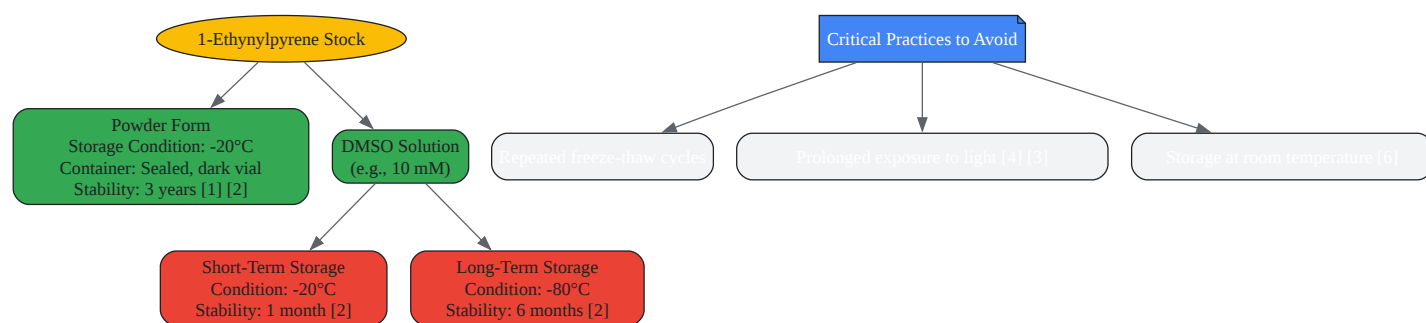 1-Ethynylpyrene Stock
Critical Practices to Avoid
Powder Form
Storage Condition: -20°C
Container: Sealed, dark vial
Stability: 3 years [1] [2]
DMSO Solution
(e.g., 10 mM)
Repeated freeze-thaw cycles
Prolonged exposure to light [4] [3]
Storage at room temperature [6]
Short-Term Storage
Condition: -20°C
Stability: 1 month [2]
Long-Term Storage
Condition: -80°C
Stability: 6 months [2]